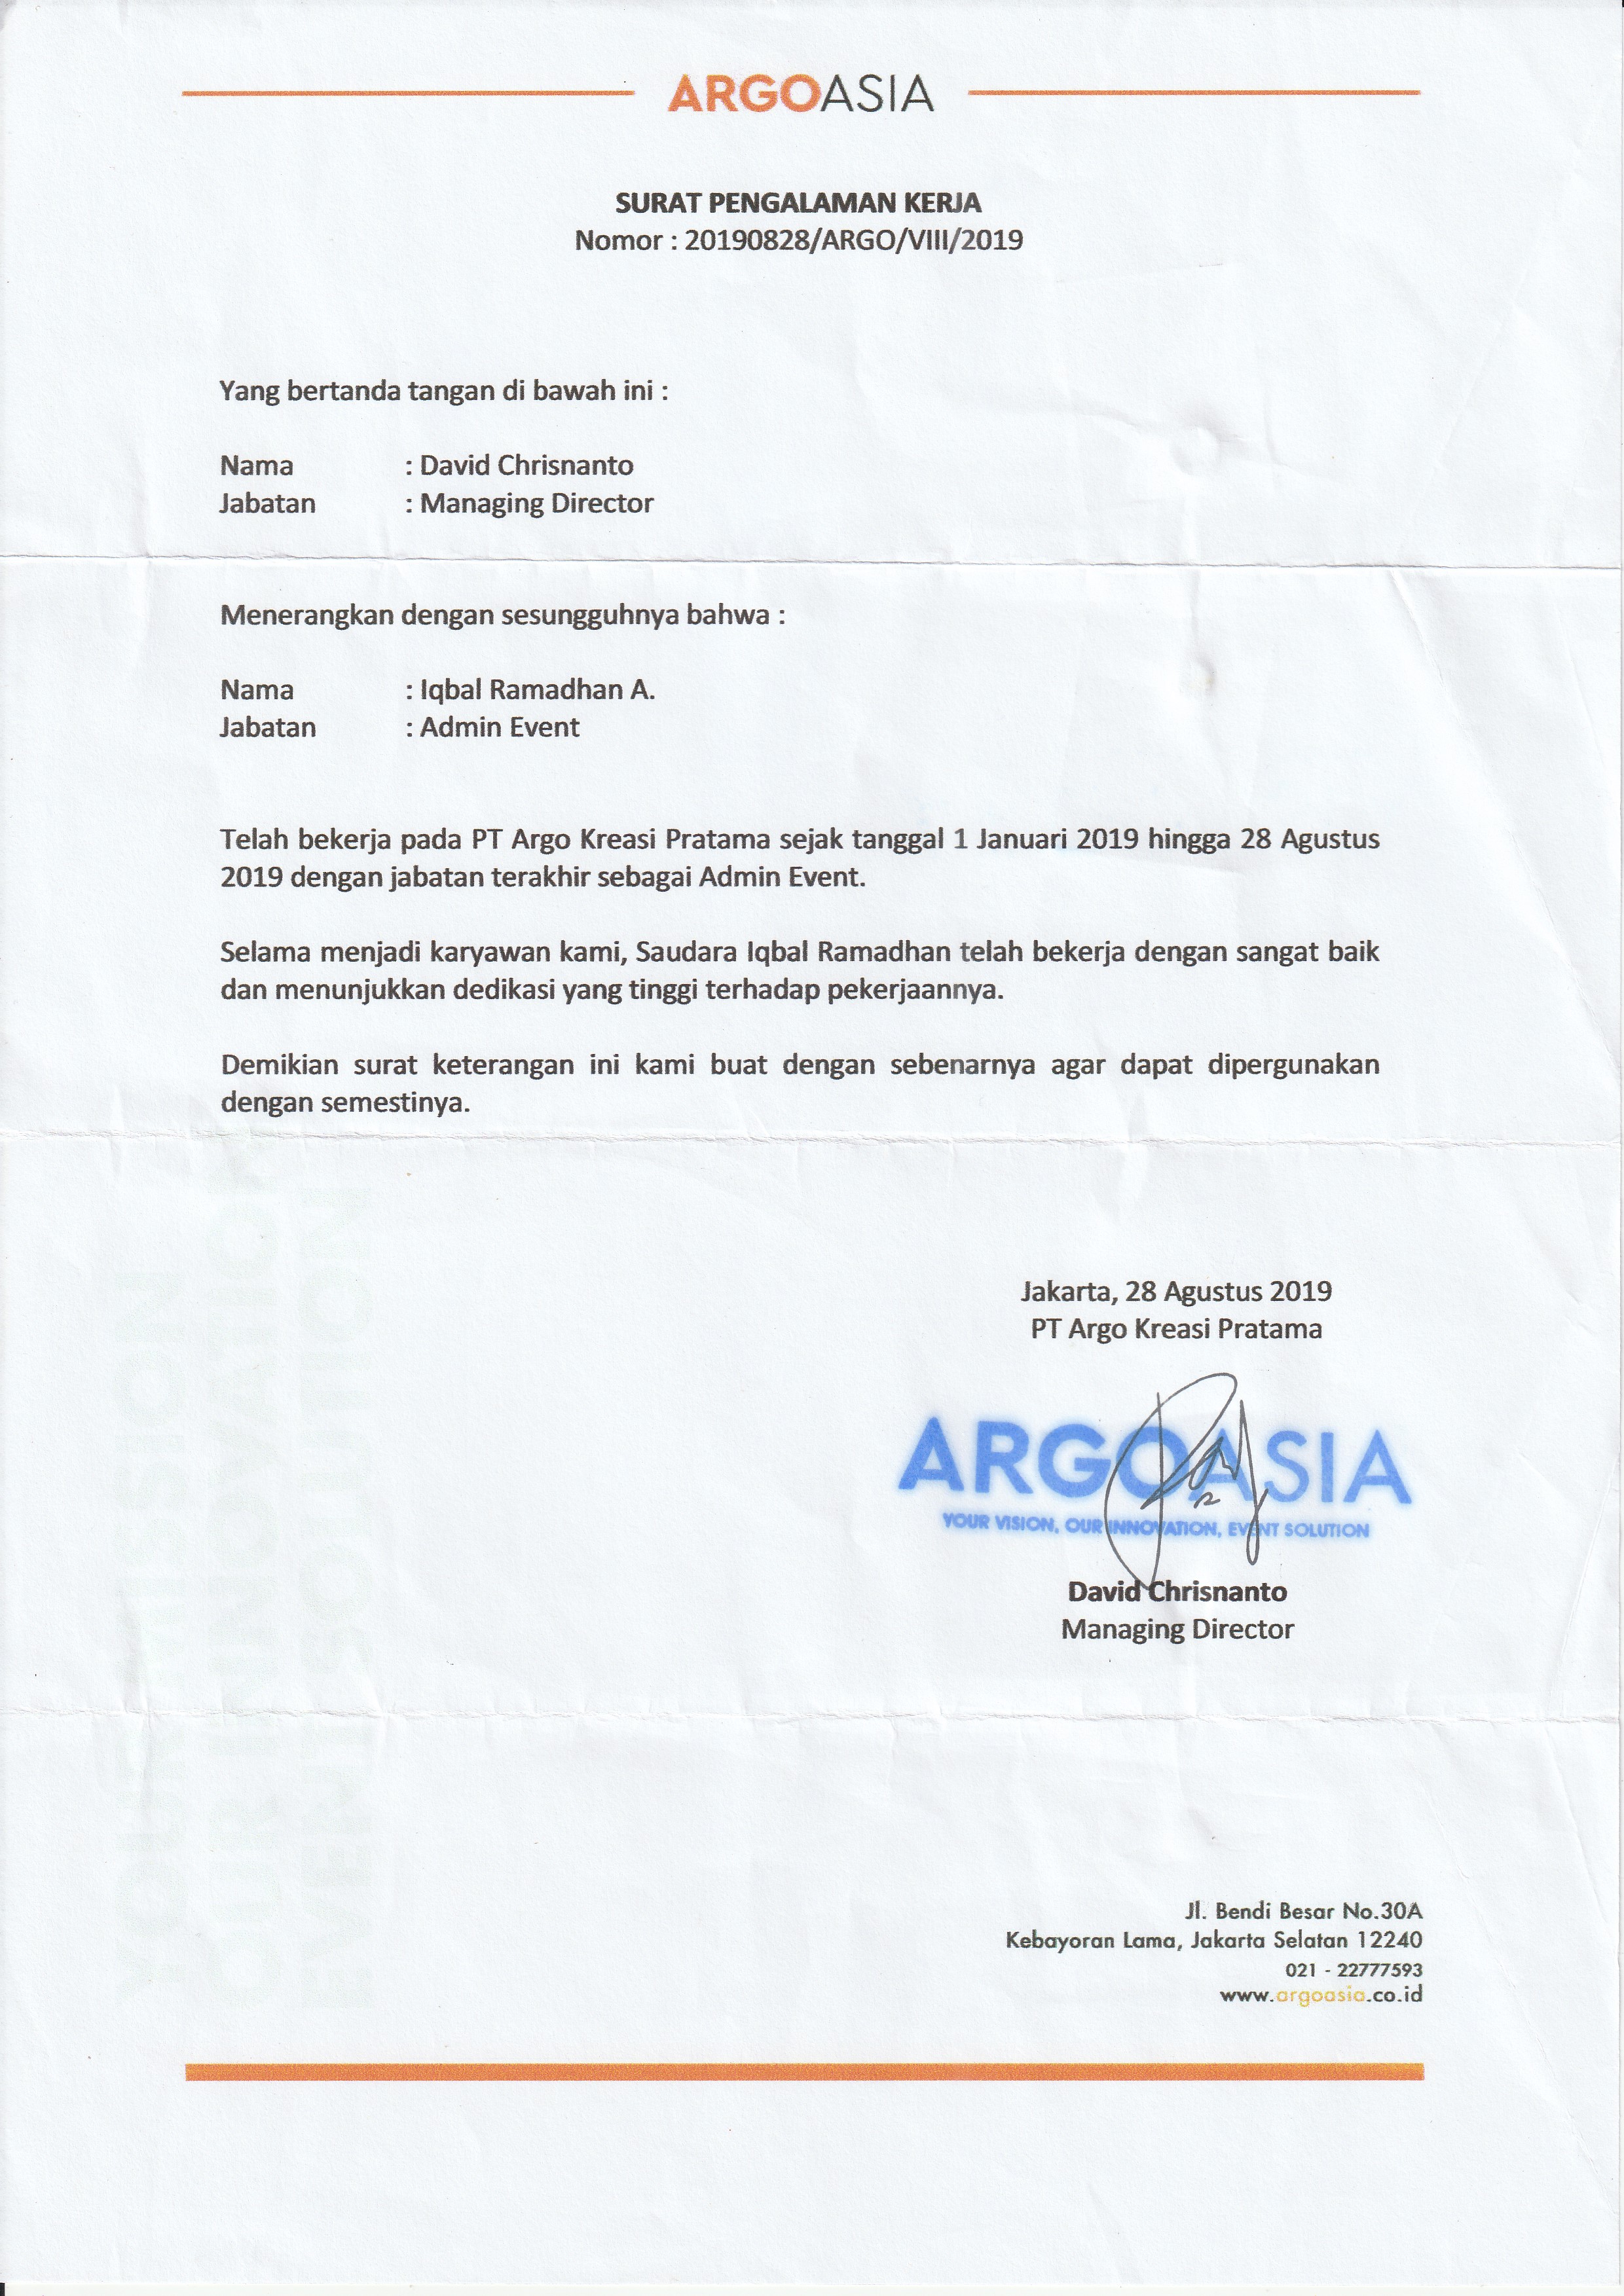 ARGOASIA
SURAT PENGALAMAN KERJA
Nomor : 20190828/ARGO/VIII/2019
Yang bertanda tangan di bawah ini :
Nama : David Chrisnanto
Jabatan : Managing Director
Menerangkan dengan sesungguhnya bahwa :
Nama : Iqbal Ramadhan A.
Jabatan : Admin Event
Telah bekerja pada PT Argo Kreasi Pratama sejak tanggal 1 Januari 2019 hingga 28 Agustus
2019 dengan jabatan terakhir sebagai Admin Event.
Selama menjadi karyawan kami, Saudara Iqbal Ramadhan telah bekerja dengan sangat baik
dan menunjukkan dedikasi yang tinggi terhadap pekerjaannya.
Demikian surat keterangan ini kami buat dengan sebenarnya agar dapat dipergunakan
dengan semestinya.
Jakarta, 28 Agustus 2019
PT Argo Kreasi Pratama
ARGOASIA
YOUR VISION, OUR INNOVATION, EVENT SOLUTION
David Chrisnanto
Managing Director
Jl. Bendi Besar No.30A
Kebayoran Lama, Jakarta Selatan 12240
021 - 22777593
www.argoasia.co.id